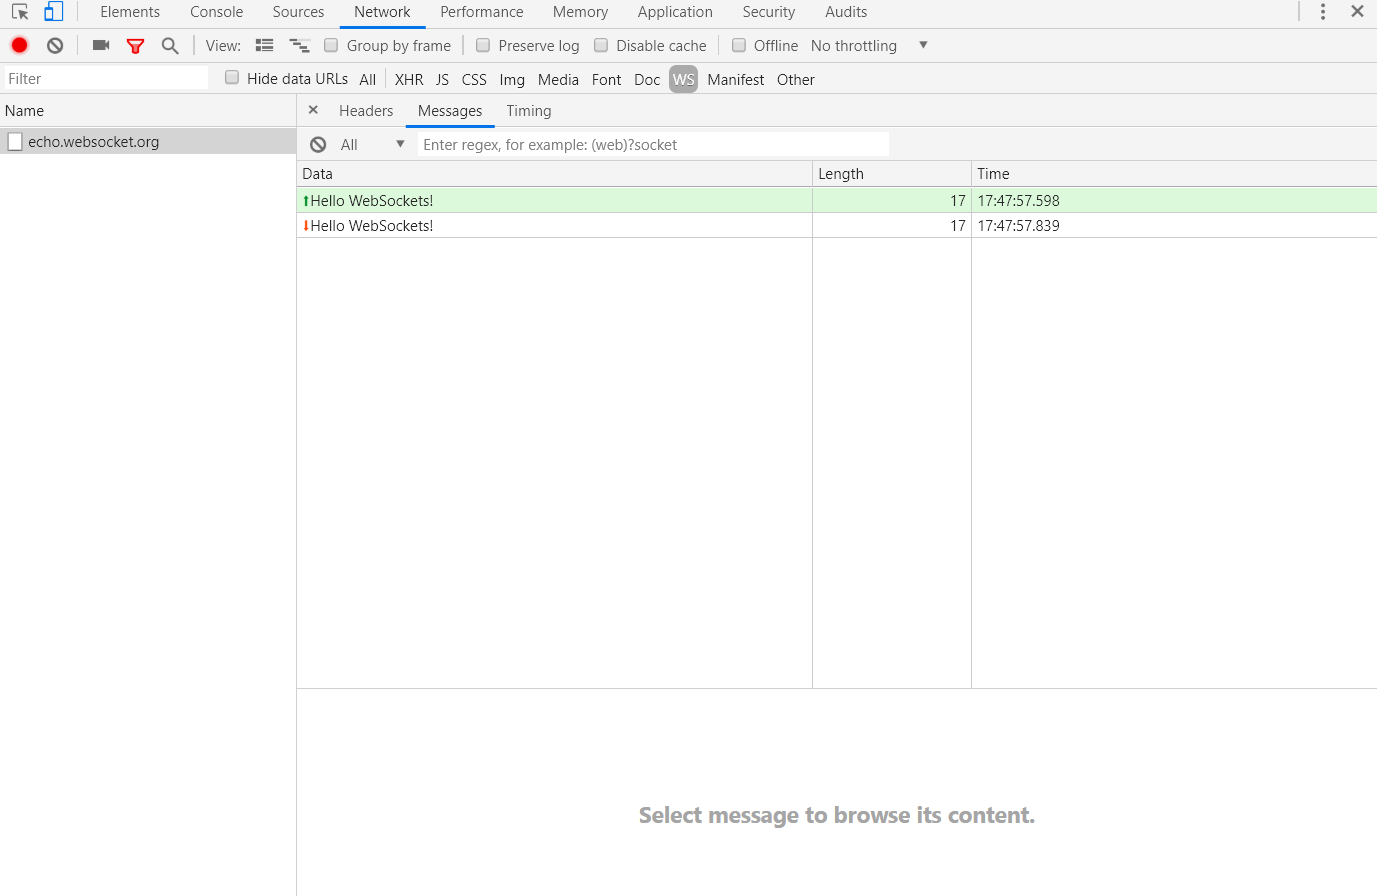 Elements Console Sources Network Performance Memory Application Security Audits
View: Group by frame Preserve log Disable cache Offline No throttling
Filter Hide data URLs All XHR JS CSS Img Media Font Doc WS Manifest Other
Name Headers Messages Timing
echo.websocket.org All Enter regex, for example: (web)?socket
Data Length Time
Hello WebSockets! 17 17:47:57.598
Hello WebSockets! 17 17:47:57.839
Select message to browse its content.